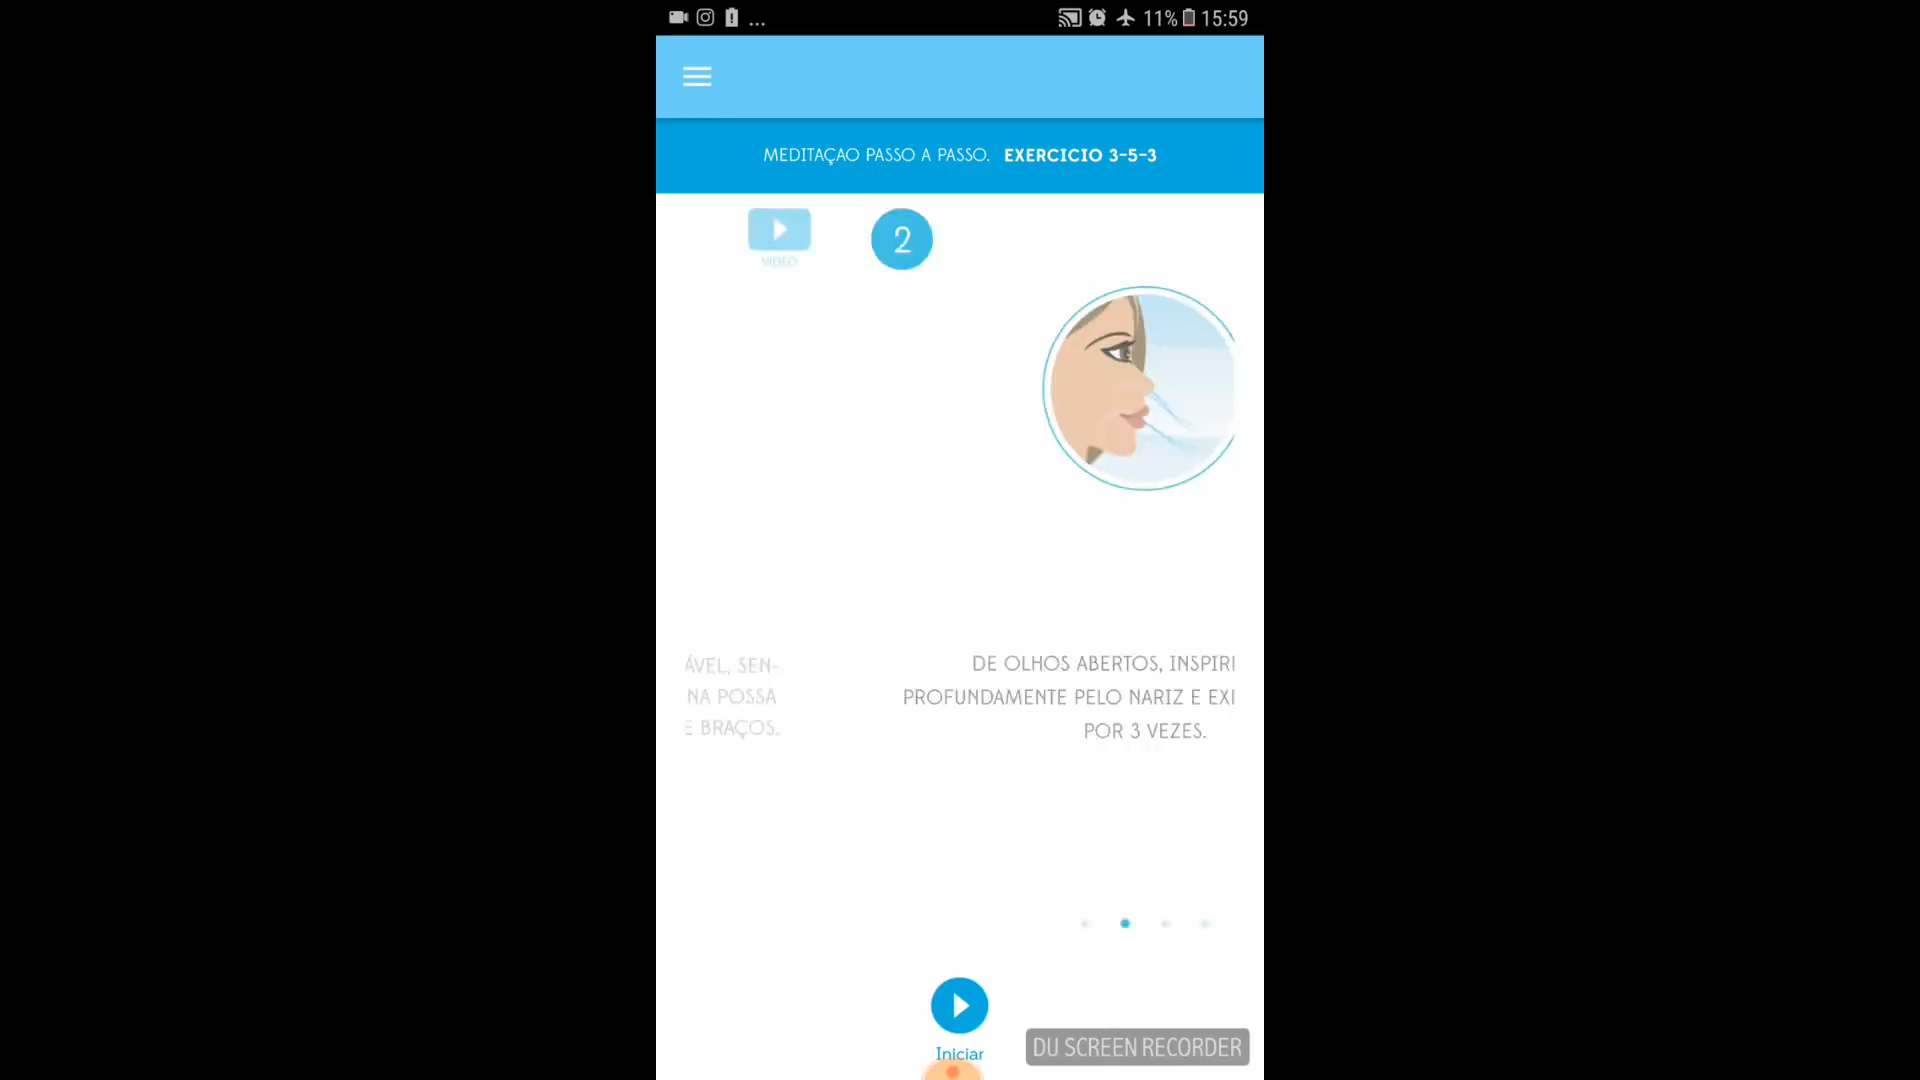 ... 11% 15:59
MEDITAÇAO PASSO A PASSO. EXERCICIO 3-5-3
VIDEO
2
ÁVEL, SEN-
NA POSSA
E BRAÇOS.
DE OLHOS ABERTOS, INSPIRI
PROFUNDAMENTE PELO NARIZ E EXI
POR 3 VEZES.
Iniciar
DU SCREEN RECORDER